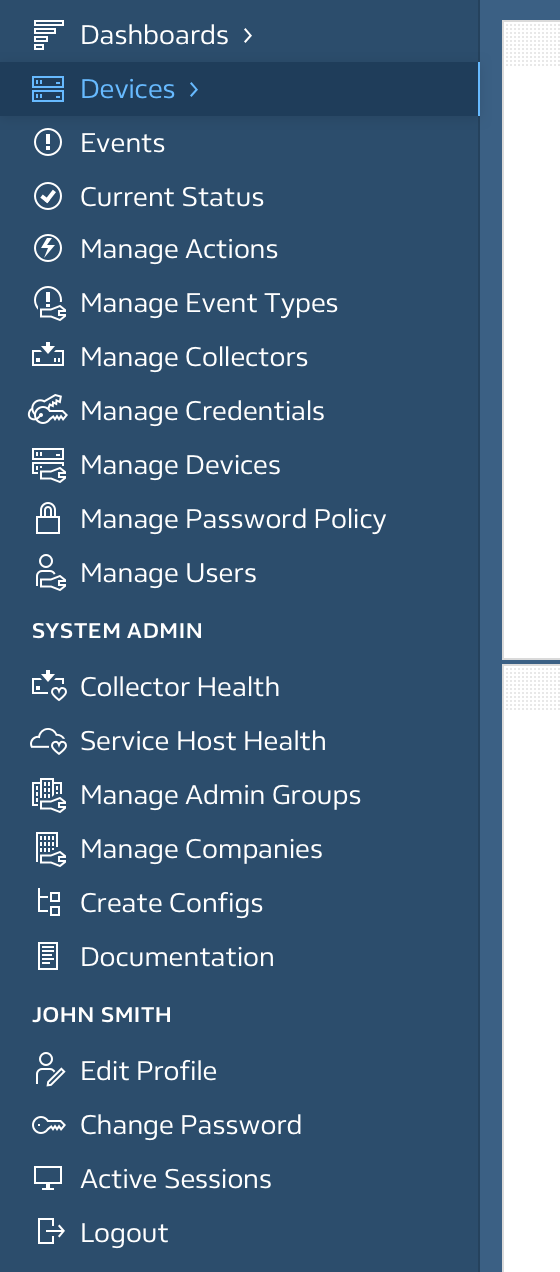 Dashboards
Devices
Events
Current Status
Manage Actions
Manage Event Types
Manage Collectors
Manage Credentials
Manage Devices
Manage Password Policy
Manage Users
SYSTEM ADMIN
Collector Health
Service Host Health
Manage Admin Groups
Manage Companies
Create Configs
Documentation
JOHN SMITH
Edit Profile
Change Password
Active Sessions
Logout